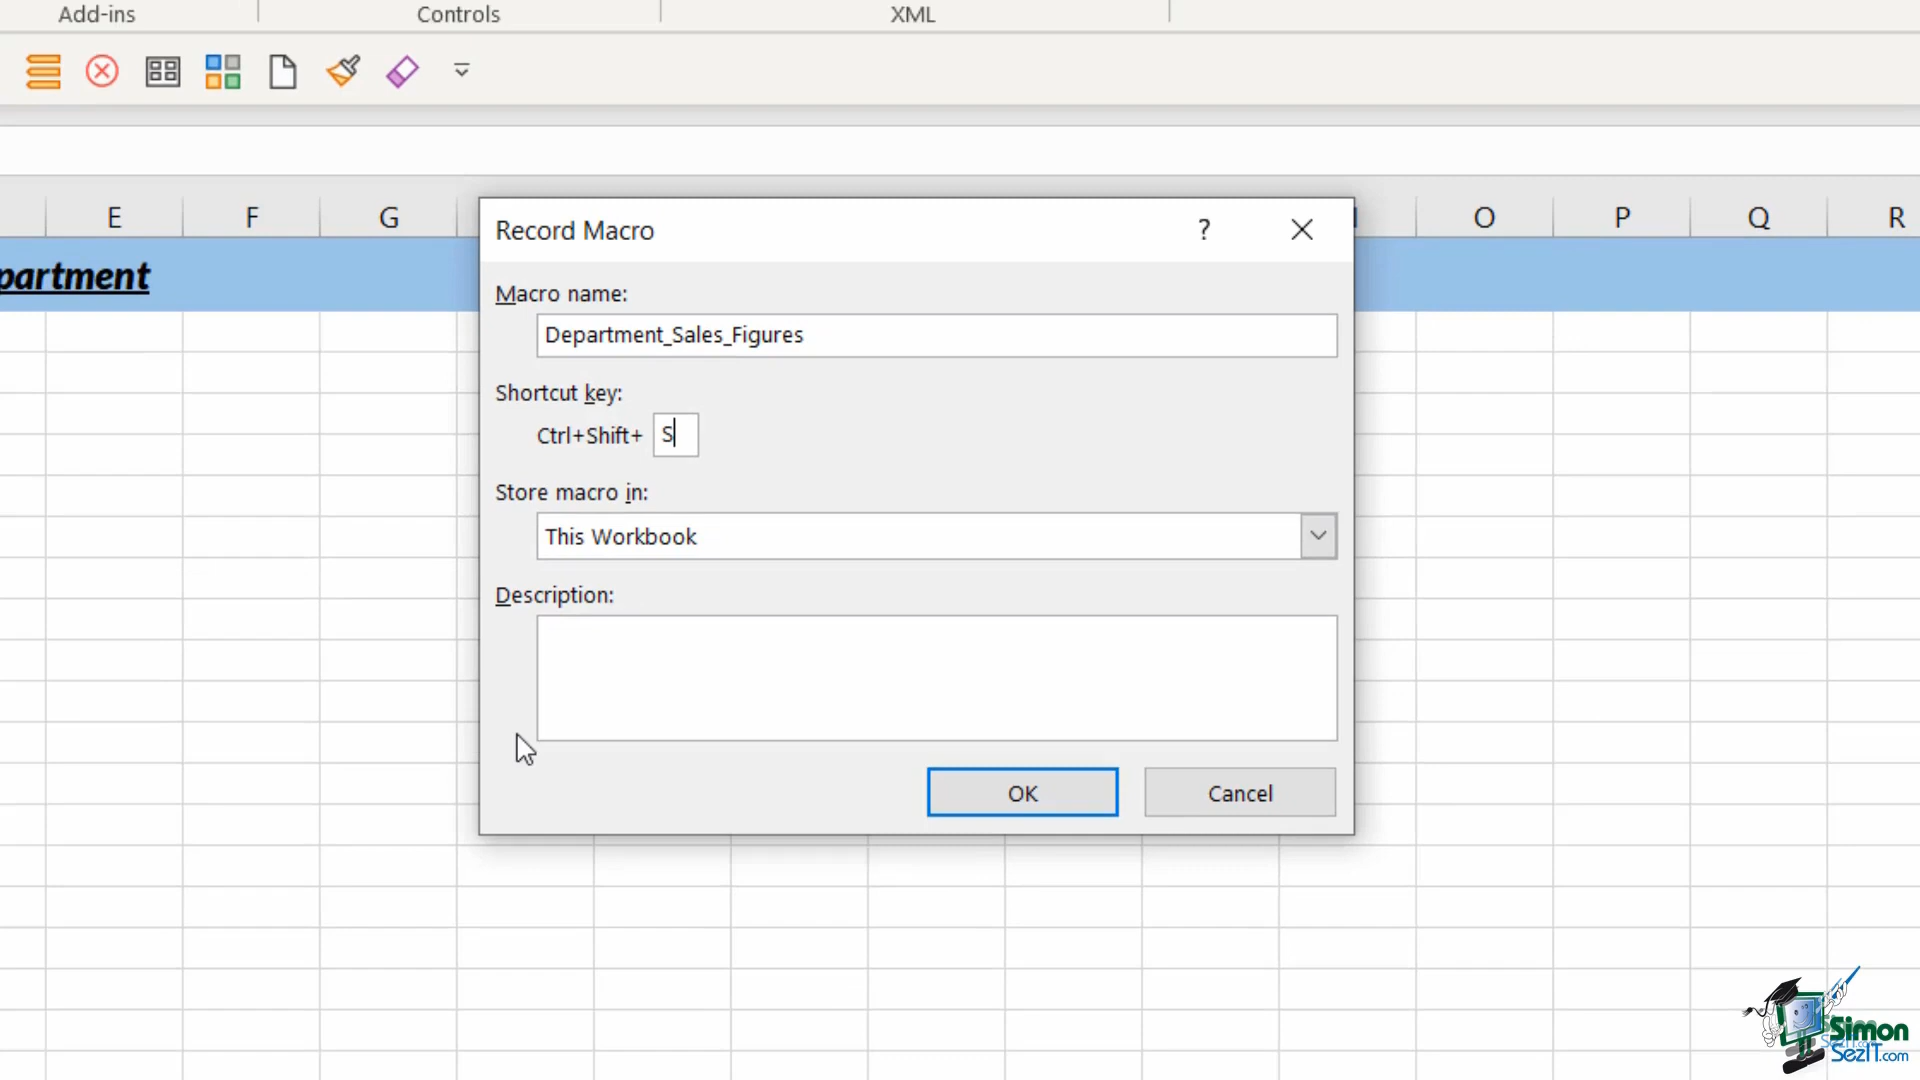 Add-ins Controls XML
E F G O P Q R
partment
Record Macro ?
Macro name:
Department_Sales_Figures
Shortcut key:
Ctrl+Shift+ S
Store macro in:
This Workbook
Description:
OK Cancel
Simon
SezIT.com